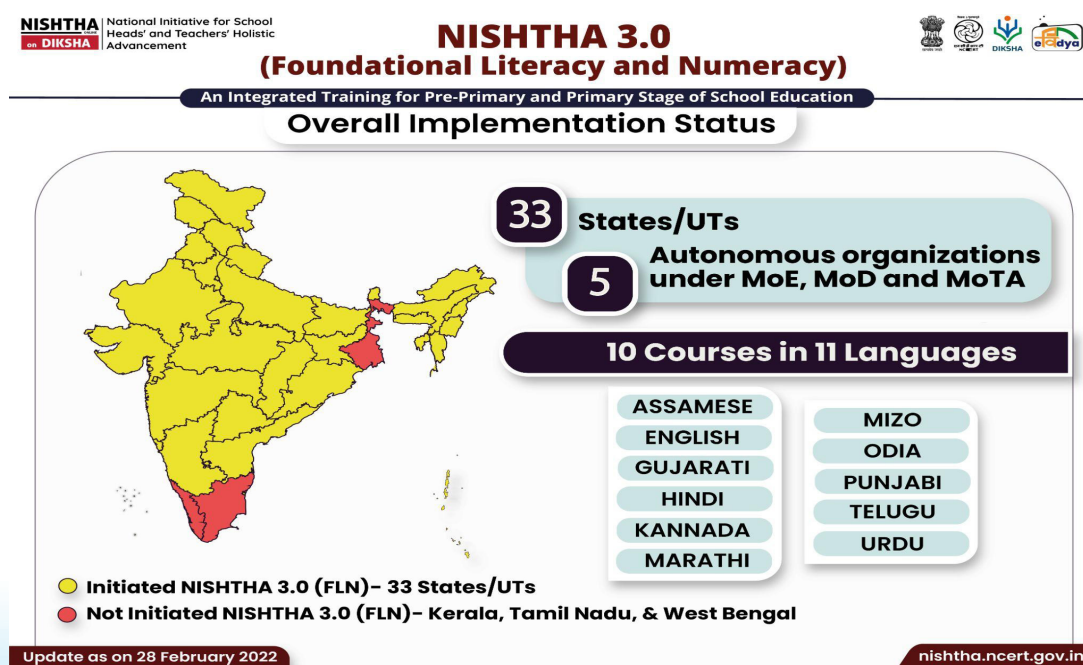 NISHTHA
on DIKSHA
National Initiative for School
Heads' and Teachers' Holistic
Advancement
NISHTHA 3.0
(Foundational Literacy and Numeracy)
DIKSHA
An Integrated Training for Pre-Primary and Primary Stage of School Education
Overall Implementation Status
33 States/UTs
5 Autonomous organizations
under MoE, MoD and MoTA
10 Courses in 11 Languages
ASSAMESE
ENGLISH
GUJARATI
HINDI
KANNADA
MARATHI
MIZO
ODIA
PUNJABI
TELUGU
URDU
Initiated NISHTHA 3.0 (FLN)- 33 States/UTs
Not Initiated NISHTHA 3.0 (FLN)- Kerala, Tamil Nadu, & West Bengal
Update as on 28 February 2022
nishtha.ncert.gov.in